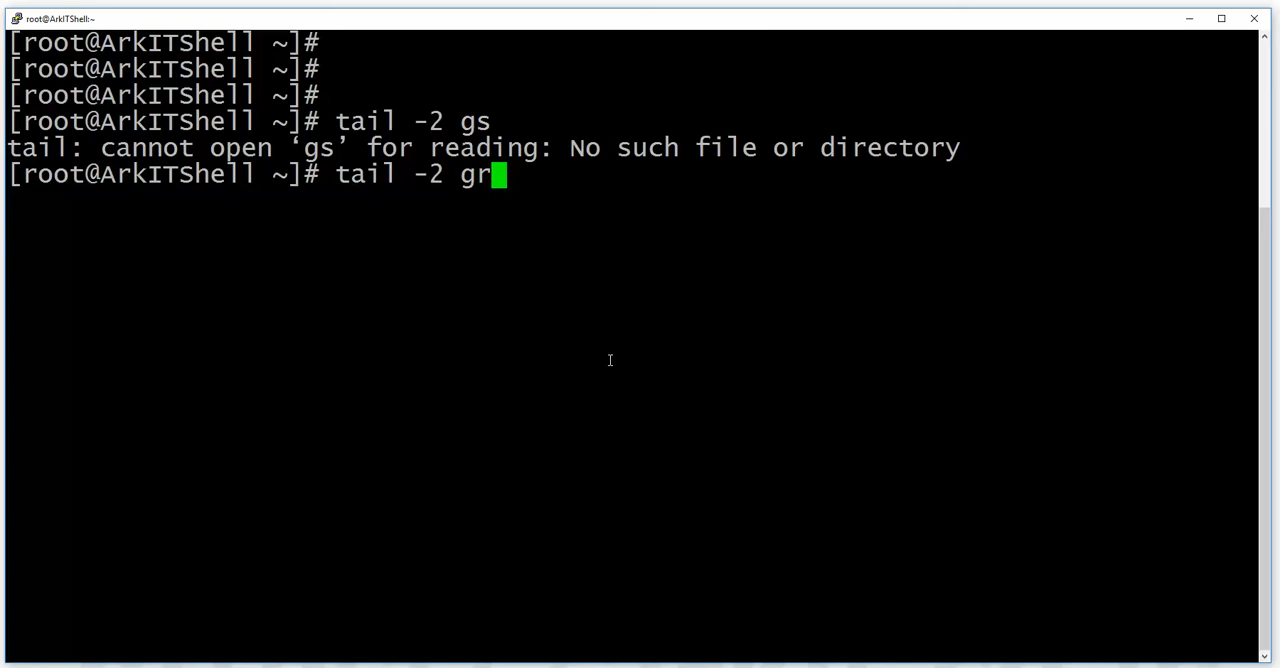 root@ArkITShell:~
[root@ArkITShell ~]#
[root@ArkITShell ~]#
[root@ArkITShell ~]#
[root@ArkITShell ~]# tail -2 gs
tail: cannot open ‘gs’ for reading: No such file or directory
[root@ArkITShell ~]# tail -2 gr